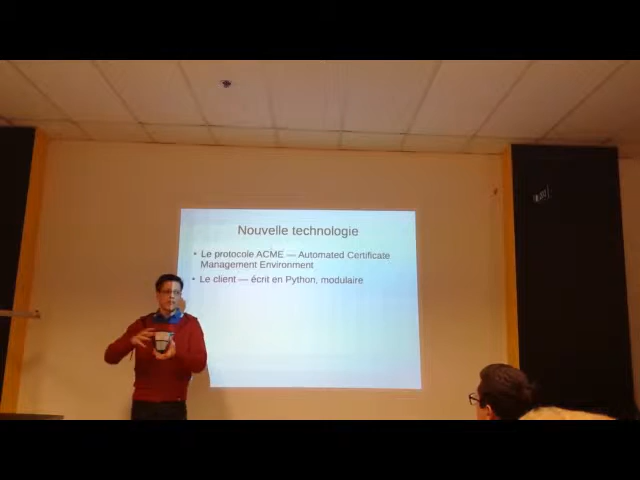 Nouvelle technologie
• Le protocole ACME — Automated Certificate
Management Environment
• Le client — écrit en Python, modulaire